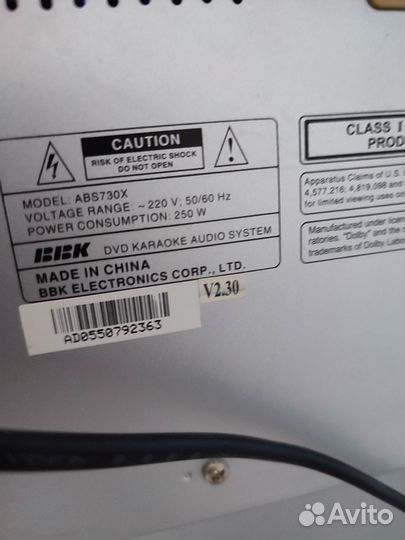 CAUTION
RISK OF ELECTRIC SHOCK
DO NOT OPEN
MODEL: ABS730X
VOLTAGE RANGE: ~ 220 V; 50/60 Hz
POWER CONSUMPTION: 250 W
BBK DVD KARAOKE AUDIO SYSTEM
MADE IN CHINA
BBK ELECTRONICS CORP., LTD.
V2.30
AD0550792363
CLASS
PROD
Apparatus Claims of U.S.
4,577,216; 4,819,098 and
for limited viewing uses
Manufactured under
ratories. "Dolby" and the
trademarks of Dolby
Avito